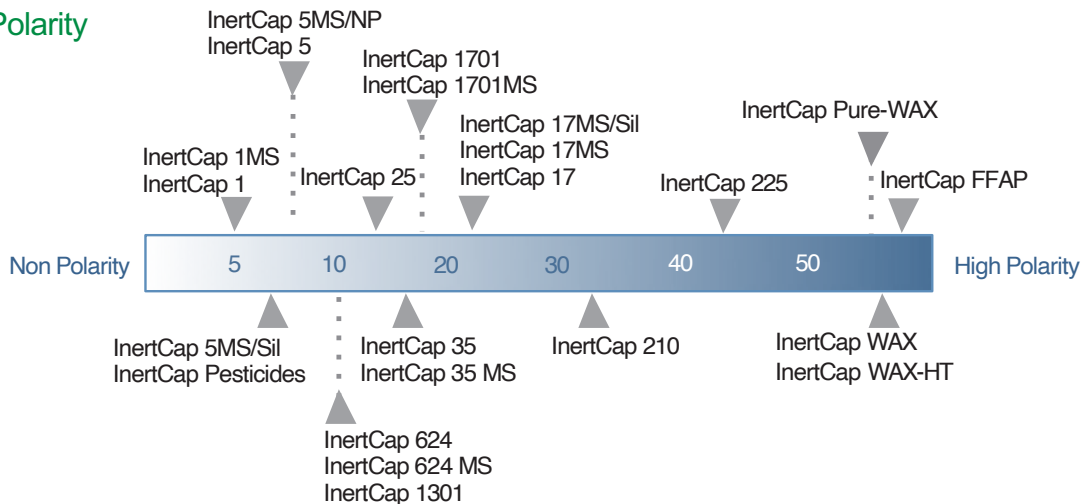 Polarity
InertCap 5MS/NP
InertCap 5
InertCap 1701
InertCap 1701MS
InertCap 17MS/Sil
InertCap 17MS
InertCap 17
InertCap Pure-WAX
InertCap 1MS
InertCap 1
InertCap 25
InertCap 225
InertCap FFAP
Non Polarity 5 10 20 30 40 50 High Polarity
InertCap 5MS/Sil
InertCap Pesticides
InertCap 35
InertCap 35 MS
InertCap 210
InertCap WAX
InertCap WAX-HT
InertCap 624
InertCap 624 MS
InertCap 1301